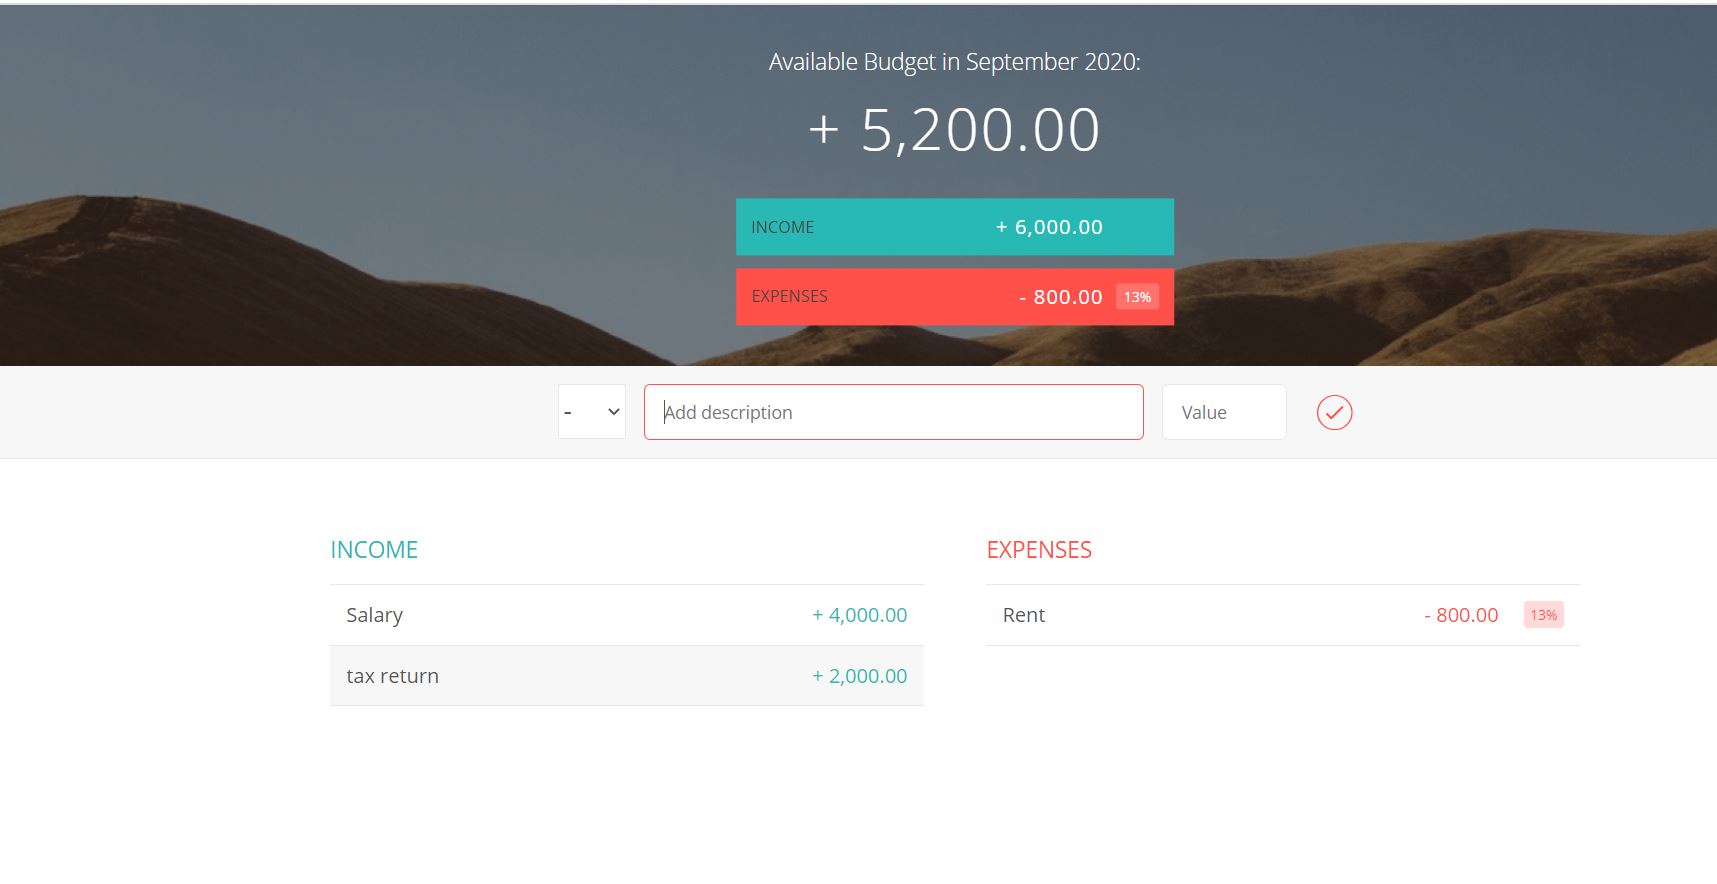 Available Budget in September 2020:
+ 5,200.00
INCOME + 6,000.00
EXPENSES - 800.00 13%
- Add description Value
INCOME
Salary + 4,000.00
tax return + 2,000.00
EXPENSES
Rent - 800.00 13%